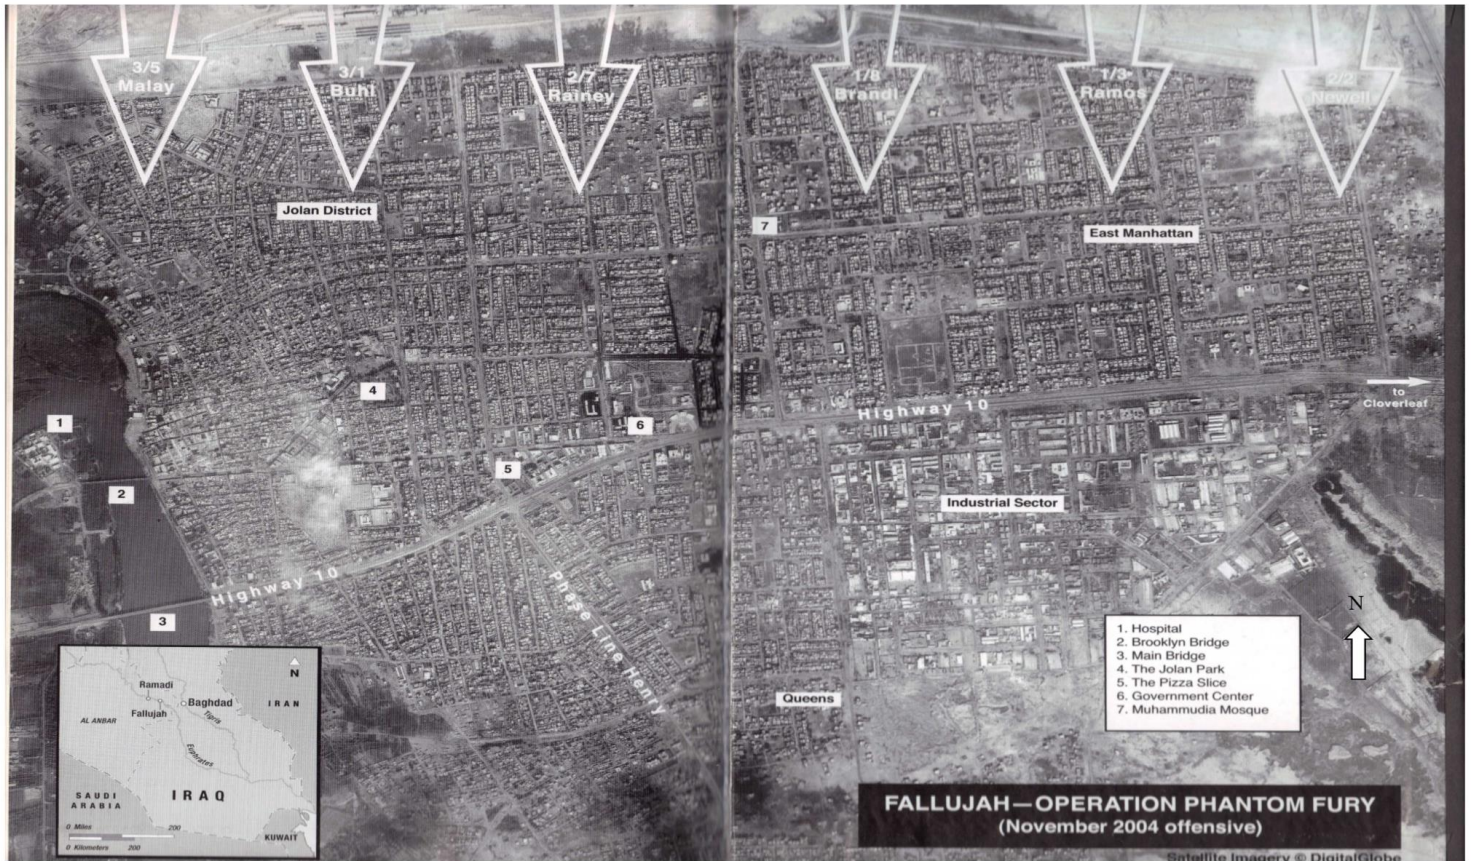 3/5
Malay
3/1
Buhl
2/7
Rainey
1/8
Brandl
1/3
Ramos
2/2
Newell
Jolan District
7
East Manhattan
4
1
6
Highway 10
to
Cloverleaf
5
2
Industrial Sector
Highway 10
Phase Line Henry
3
N
1. Hospital
2. Brooklyn Bridge
3. Main Bridge
4. The Jolan Park
5. The Pizza Slice
6. Government Center
7. Muhammudia Mosque
Queens
N
Ramadi
Baghdad
IRAN
Fallujah
AL ANBAR
Tigris
Euphrates
SAUDI
ARABIA
IRAQ
0 Miles 200
0 Kilometers 200
KUWAIT
FALLUJAH—OPERATION PHANTOM FURY
(November 2004 offensive)
Satellite Imagery © DigitalGlobe